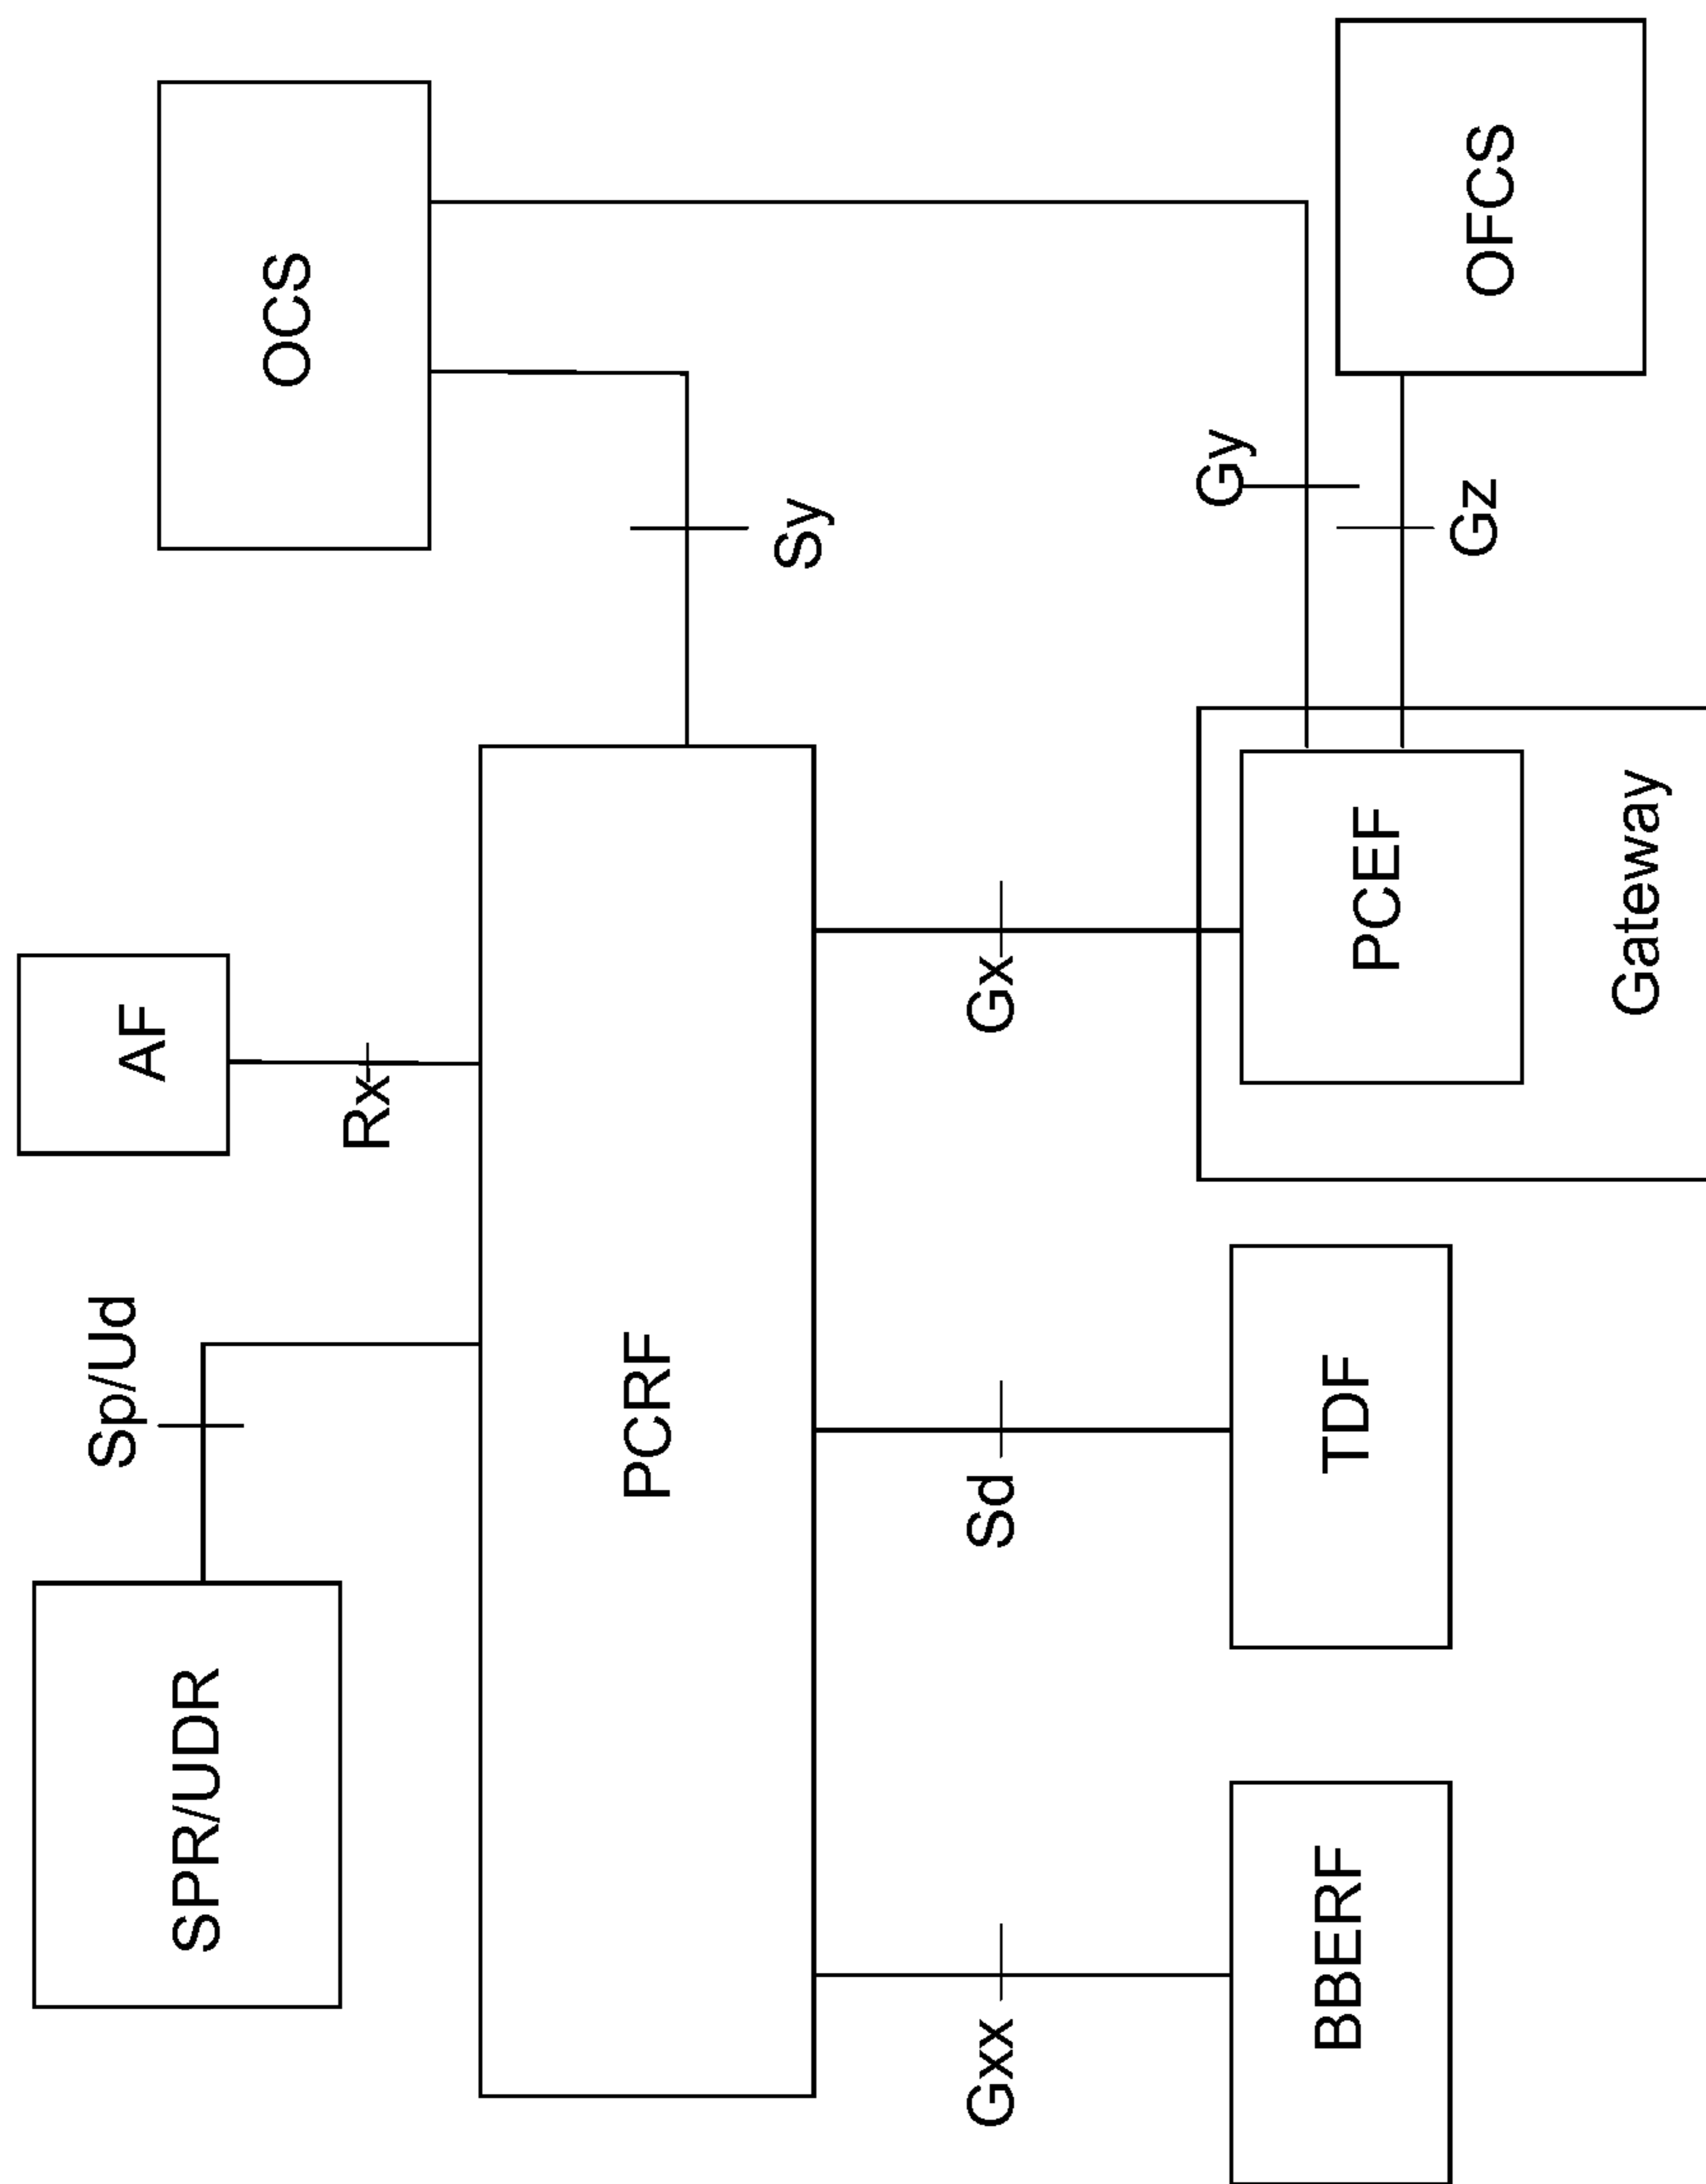 SPR/UDR
Sp/Ud
AF
Rx
OCS
Sy
PCRF
Gxx
Sd
Gx
Gy
Gz
BBERF
TDF
PCEF
Gateway
OFCS